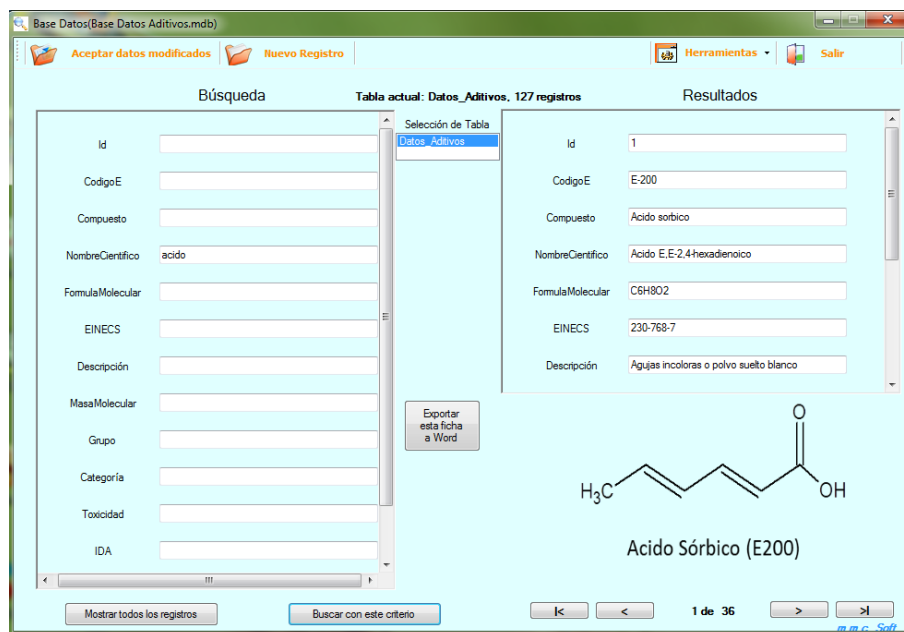 Base Datos(Base Datos Aditivos.mdb)
Aceptar datos modificados
Nuevo Registro
Herramientas
Salir
Búsqueda
Tabla actual: Datos_Aditivos, 127 registros
Resultados
Selección de Tabla
Datos_Aditivos
Id
CodigoE
Compuesto
NombreCientifico acido
FormulaMolecular
EINECS
Descripción
MasaMolecular
Grupo
Categoría
Toxicidad
IDA
Id 1
CodigoE E-200
Compuesto Acido sorbico
NombreCientifico Acido E,E-2,4-hexadienoico
FormulaMolecular C6H8O2
EINECS 230-768-7
Descripción Agujas incoloras o polvo suelto blanco
Exportar
esta ficha
a Word
O
H₃C
OH
Acido Sórbico (E200)
Mostrar todos los registros
Buscar con este criterio
|<
<
1 de 36
>
>|
m.m.c. Soft